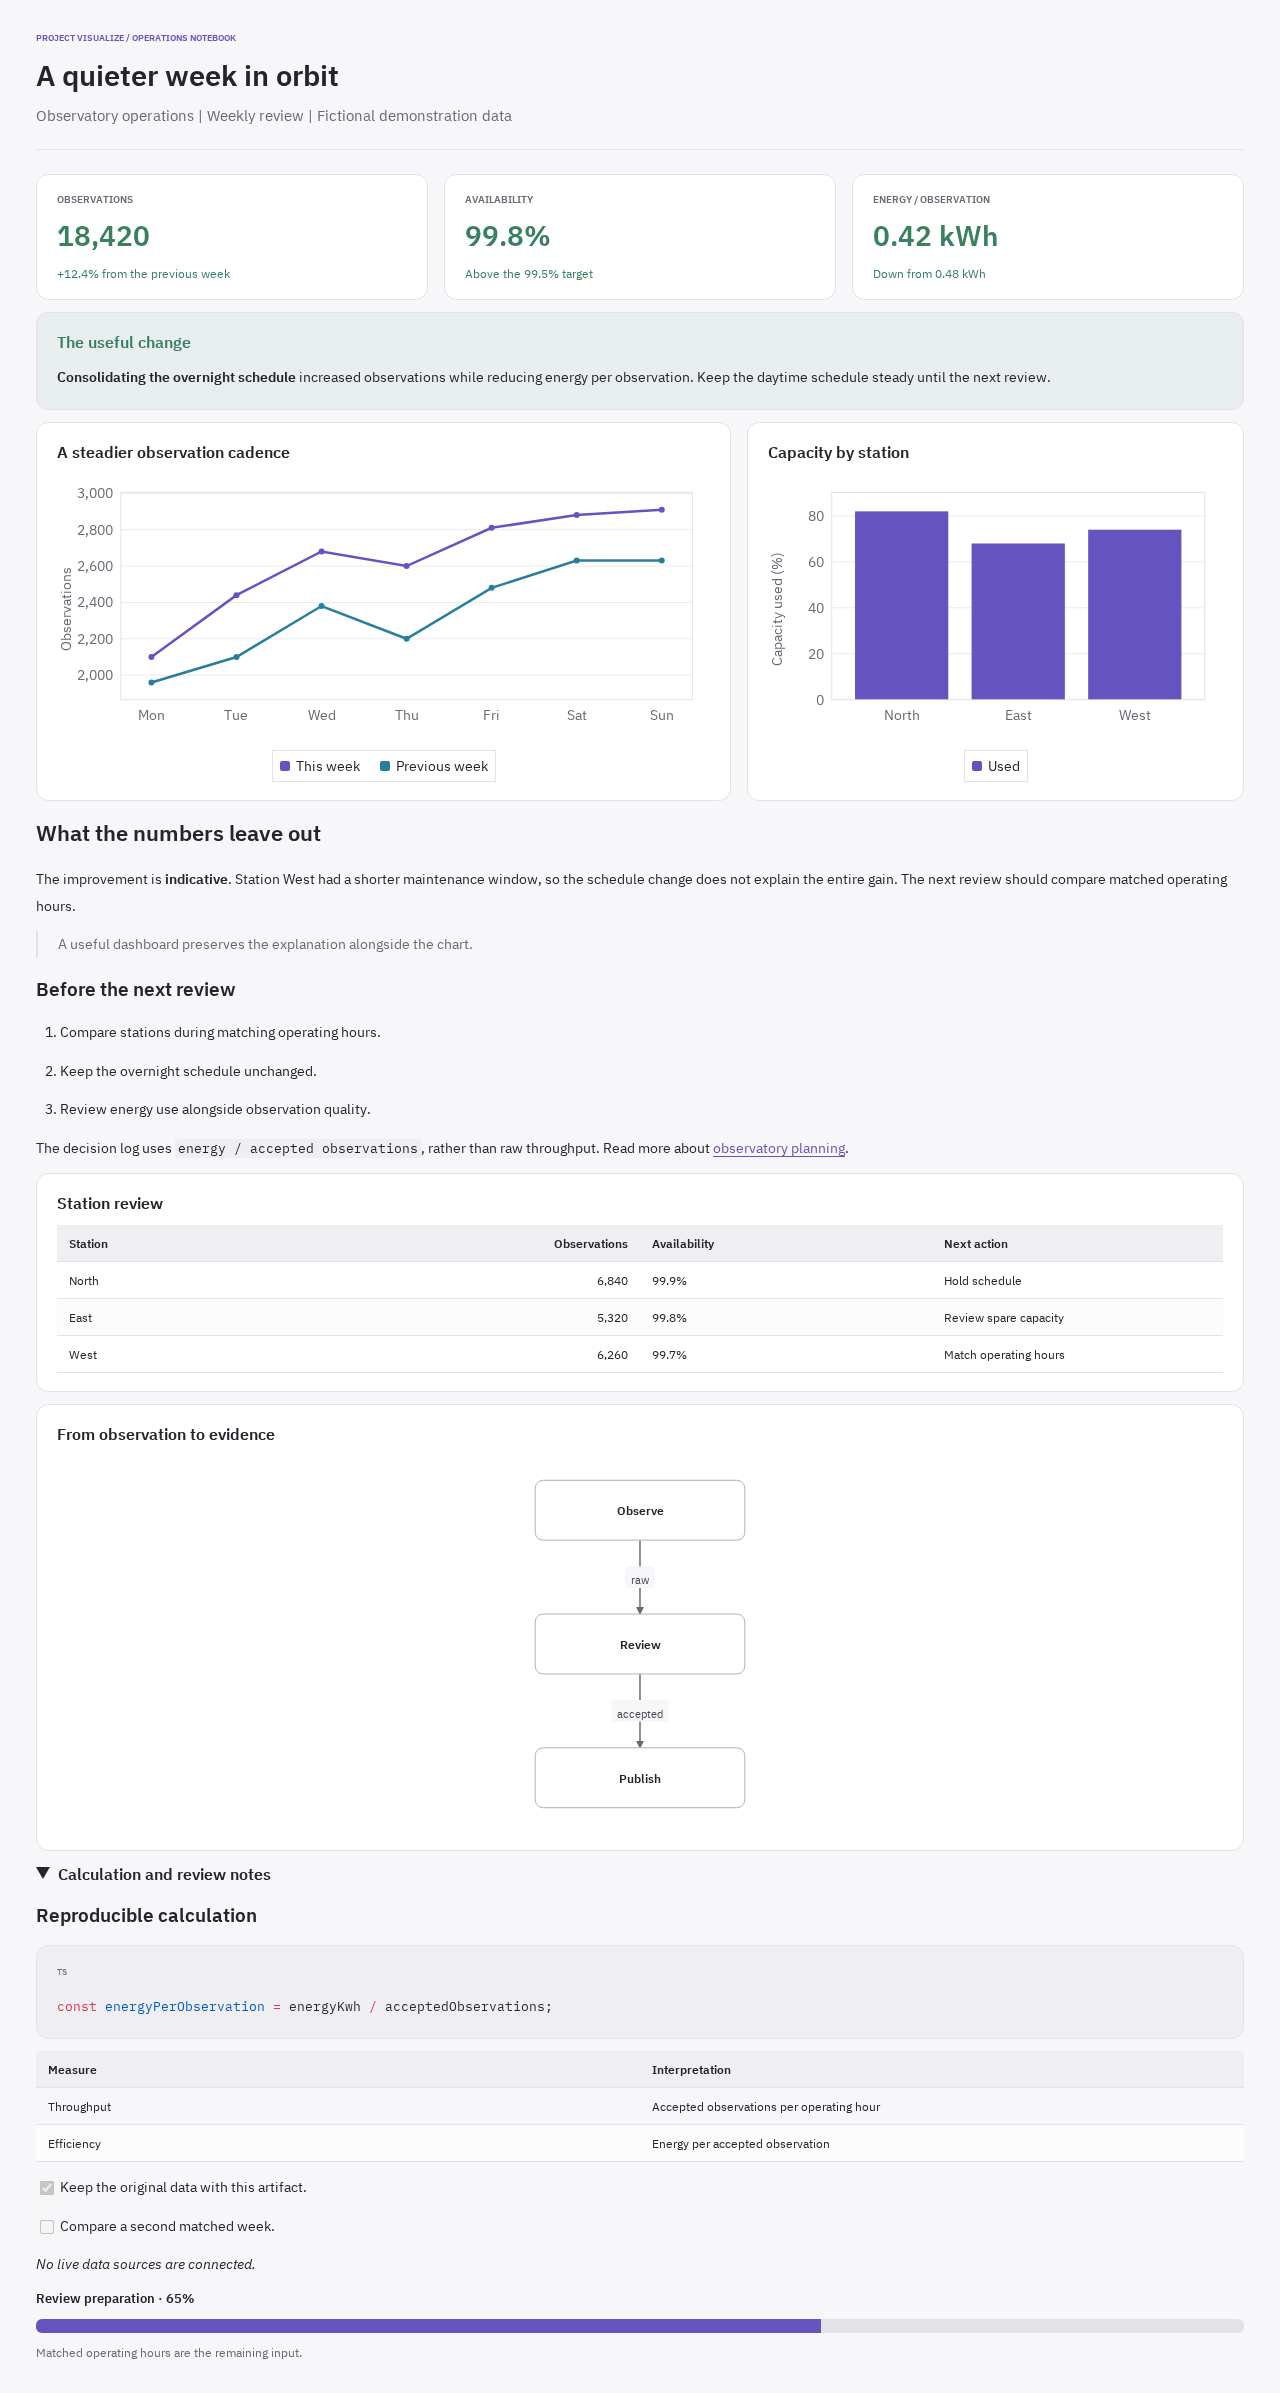 PROJECT VISUALIZE / OPERATIONS NOTEBOOK
A quieter week in orbit
Observatory operations | Weekly review | Fictional demonstration data
OBSERVATIONS
18,420
+12.4% from the previous week
AVAILABILITY
99.8%
Above the 99.5% target
ENERGY / OBSERVATION
0.42 kWh
Down from 0.48 kWh
The useful change
Consolidating the overnight schedule increased observations while reducing energy per observation. Keep the daytime schedule steady until the next review.
A steadier observation cadence
Observations
3,000
2,800
2,600
2,400
2,200
2,000
Mon Tue Wed Thu Fri Sat Sun
This week Previous week
Capacity by station
Capacity used (%)
80
60
40
20
0
North East West
Used
What the numbers leave out
The improvement is indicative. Station West had a shorter maintenance window, so the schedule change does not explain the entire gain. The next review should compare matched operating
hours.
A useful dashboard preserves the explanation alongside the chart.
Before the next review
1. Compare stations during matching operating hours.
2. Keep the overnight schedule unchanged.
3. Review energy use alongside observation quality.
The decision log uses energy / accepted observations, rather than raw throughput. Read more about observatory planning.
Station review
Station Observations Availability Next action
North 6,840 99.9% Hold schedule
East 5,320 99.8% Review spare capacity
West 6,260 99.7% Match operating hours
From observation to evidence
Observe
raw
Review
accepted
Publish
Calculation and review notes
Reproducible calculation
TS
const energyPerObservation = energyKwh / acceptedObservations;
Measure Interpretation
Throughput Accepted observations per operating hour
Efficiency Energy per accepted observation
Keep the original data with this artifact.
Compare a second matched week.
No live data sources are connected.
Review preparation · 65%
Matched operating hours are the remaining input.